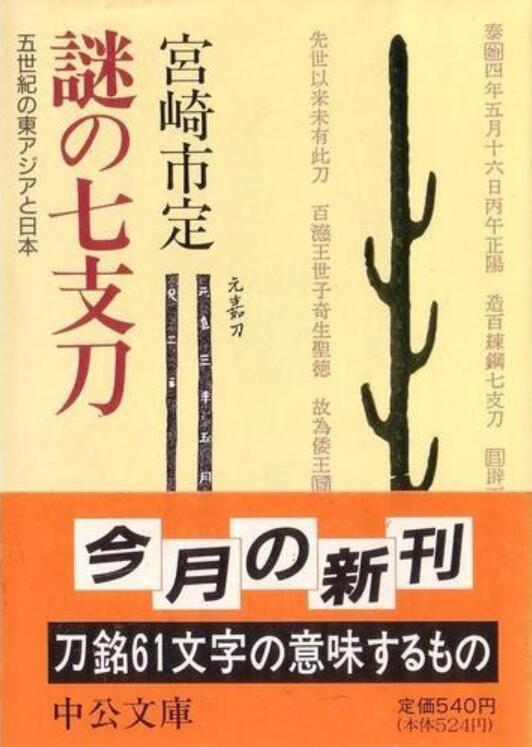 泰始四年五月十六日丙午正陽　造百練鋼七支刀　
先世以来未有此刀　百濨王世子奇生聖徳　故為倭王
元嘉刀
宮崎市定
謎の七支刀
五世紀の東アジアと日本
今月の新刊
刀銘61文字の意味するもの
中公文庫
定価540円
(本体524円)